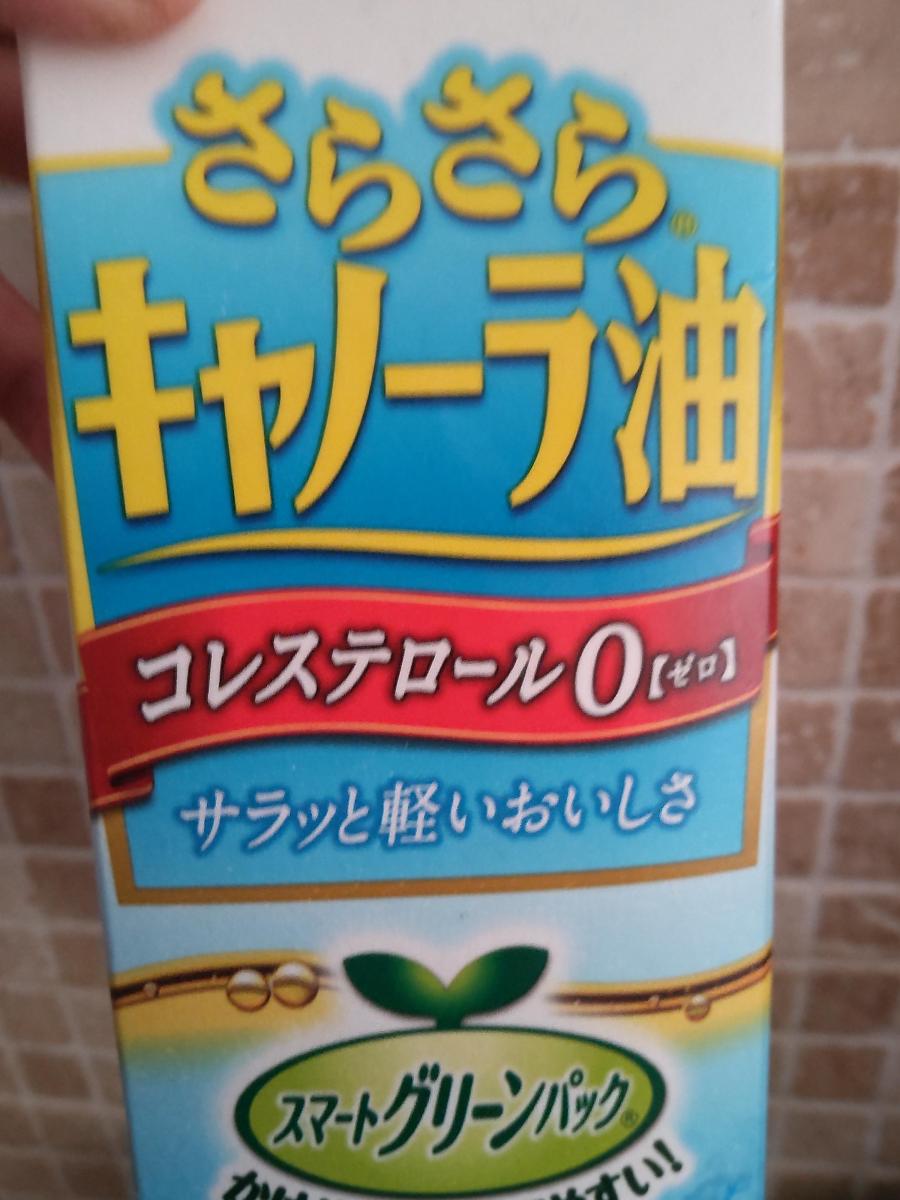 さらさら®
キャノーラ油
コレステロール0【ゼロ】
サラッと軽いおいしさ
スマートグリーンパック®